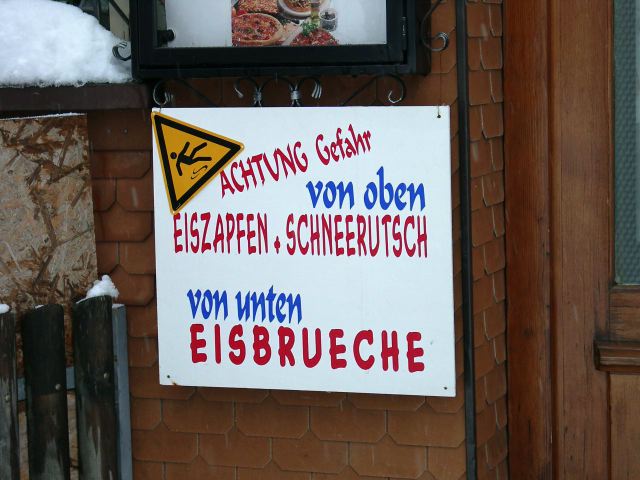 ACHTUNG Gefahr
von oben
EISZAPFEN + SCHNEERUTSCH
von unten
EISBRUECHE